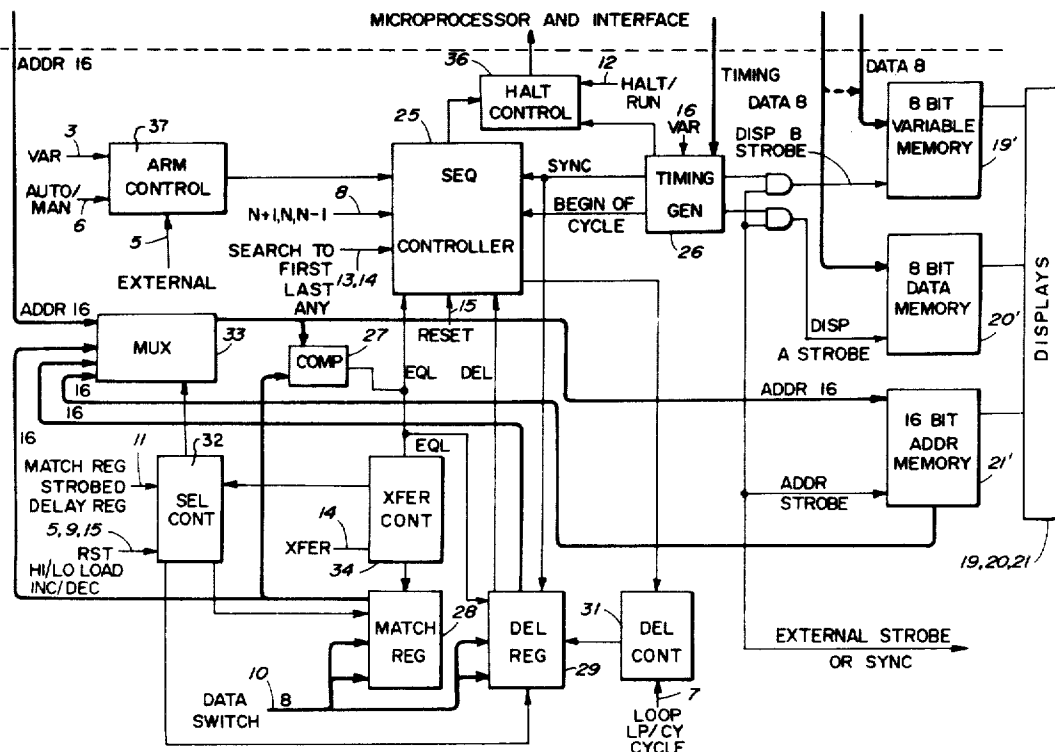 MICROPROCESSOR AND INTERFACE
ADDR 16
36
HALT
CONTROL
12
HALT/
RUN
TIMING
DATA 8
DATA 8
8 BIT
VARIABLE
MEMORY
19'
DISP B
STROBE
16
VAR
3
VAR
37
ARM
CONTROL
AUTO/
MAN
6
5
EXTERNAL
25
SEQ
CONTROLLER
8
N+1,N,N-1
SEARCH TO
FIRST
LAST
ANY
13,14
SYNC
BEGIN OF
CYCLE
TIMING
GEN
26
8 BIT
DATA
MEMORY
20'
DISP
A STROBE
DISPLAYS
ADDR 16
MUX
33
COMP
27
15
RESET
EQL
DEL
16
16
16
ADDR 16
16 BIT
ADDR
MEMORY
21'
ADDR
STROBE
32
11
MATCH REG
STROBED
DELAY REG
SEL
CONT
5,9,15
RST
HI/LO LOAD
INC/DEC
EQL
XFER
CONT
14
XFER
34
19,20,21
MATCH
REG
28
DEL
REG
29
31
DEL
CONT
7
LOOP
LP/CY
CYCLE
10
8
DATA
SWITCH
EXTERNAL STROBE
OR SYNC